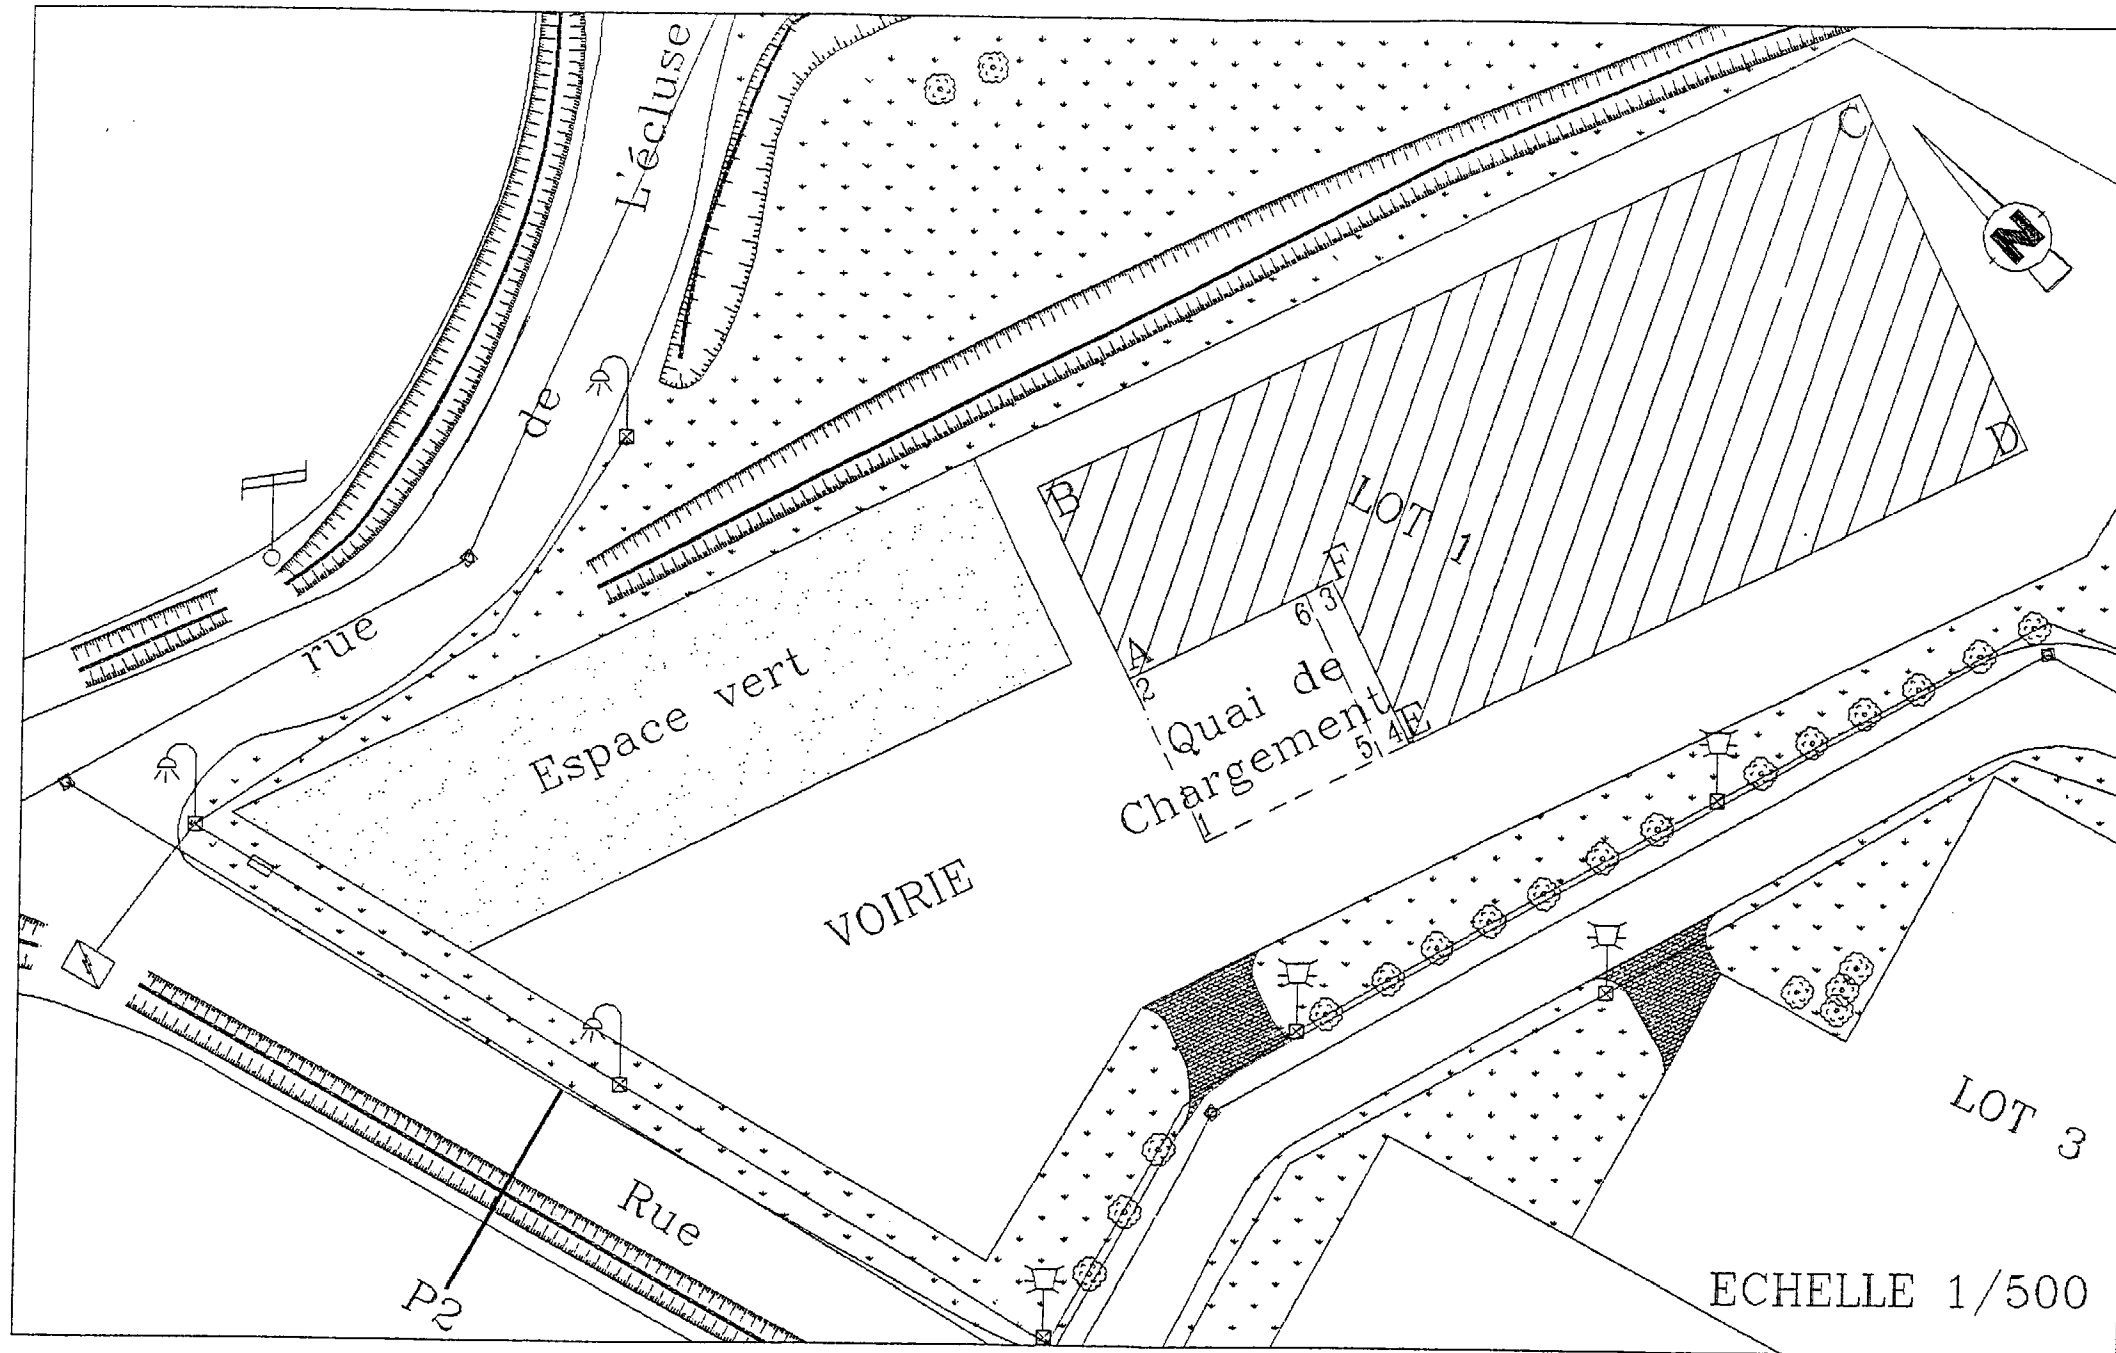 L'écluse
de
rue
C
N
B
D
LOT 1
F
6 3
A
2
Espace vert
Quai de
Chargement
5 4 E
1
VOIRIE
LOT 3
Rue
P2
ECHELLE 1/500